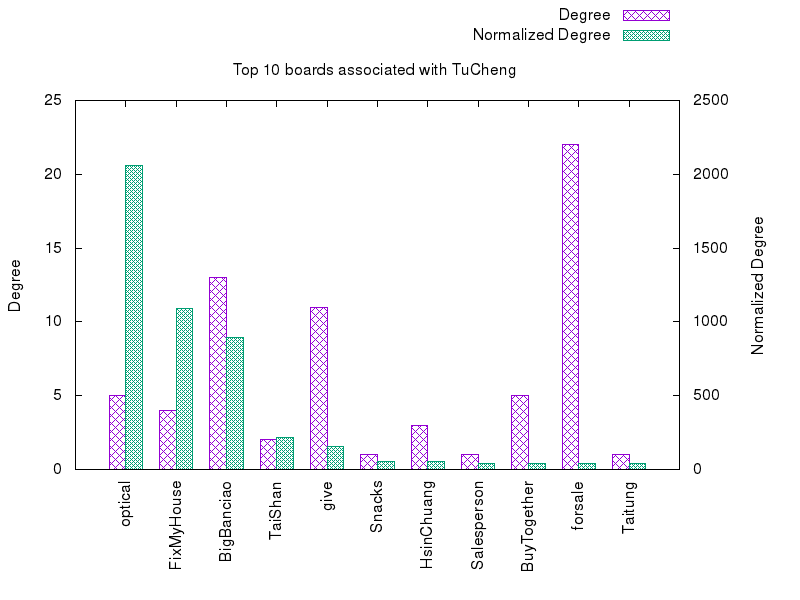 Degree
Normalized Degree
Top 10 boards associated with TuCheng
25
20
15
10
5
0
2500
2000
1500
1000
500
0
Degree
Normalized Degree
optical
FixMyHouse
BigBanciao
TaiShan
give
Snacks
HsinChuang
Salesperson
BuyTogether
forsale
Taitung